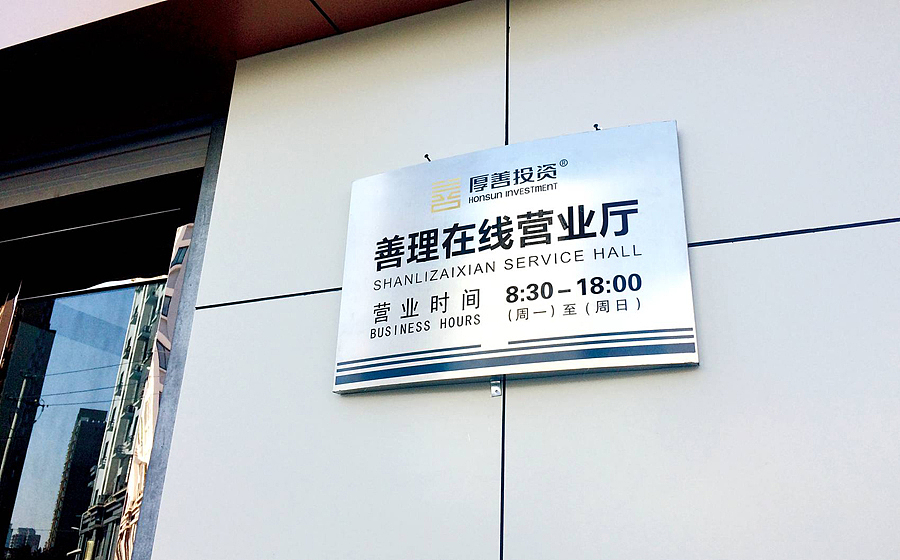 厚善投资®
HONSUN INVESTMENT
善理在线营业厅
SHANLIZAIXIAN SERVICE HALL
营业时间 8:30-18:00
BUSINESS HOURS (周一)至(周日)